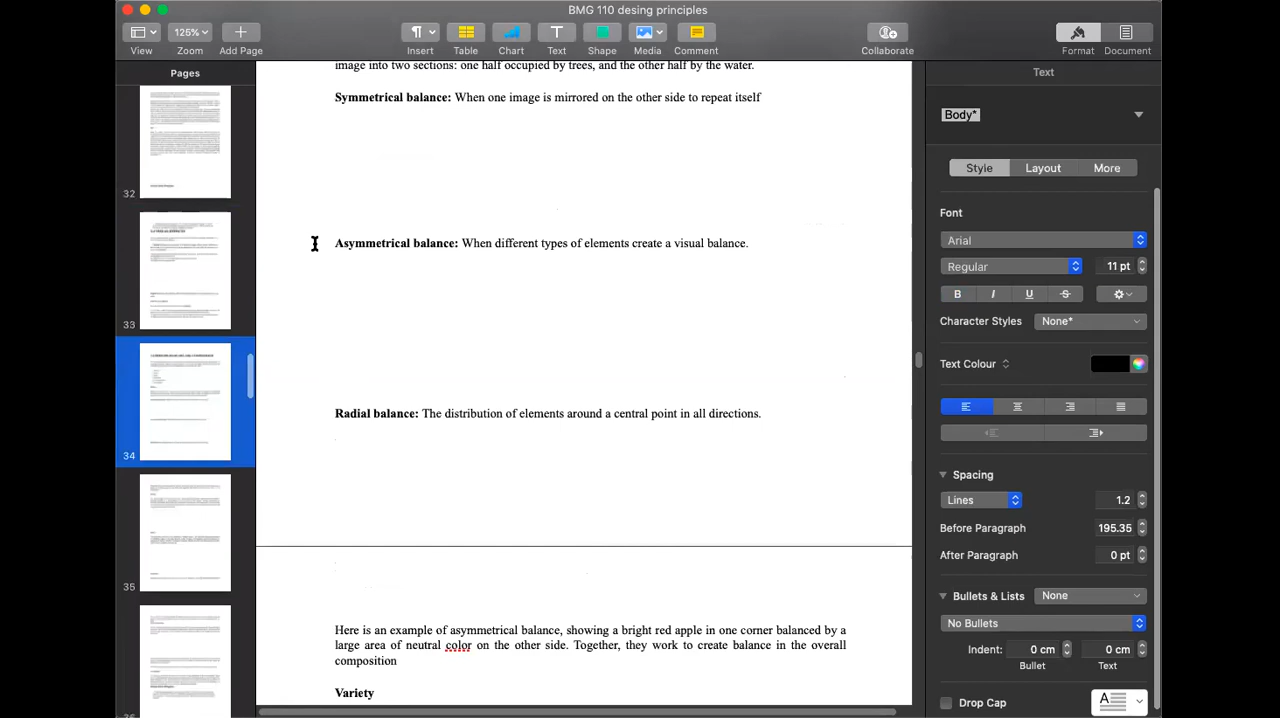 BMG 110 desing principles
125%
View Zoom Add Page Insert Table Chart Text Shape Media Comment Collaborate Format Document
Pages
32
33
34
35
image into two sections: one half occupied by trees, and the other half by the water.
Symmetrical balance: When one image is mirrored on the other side to repeat itself
Asymmetrical balance: When different types of elements create a visual balance.
Radial balance: The distribution of elements around a central point in all directions.
Here is an example of asymmetrical balance, showing a bright red apple in one corner balanced by a
large area of neutral color on the other side. Together, they work to create balance in the overall
composition
Variety
Text
Body
Style Layout More
Font
Arial
Regular 11 pt
B I U S
Character Styles None*
Text Colour
Spacing
Lines 1.2
Before Paragraph 195.35
After Paragraph 0 pt
Bullets & Lists None
No Bullets
Indent: 0 cm 0 cm
Bullet Text
Drop Cap